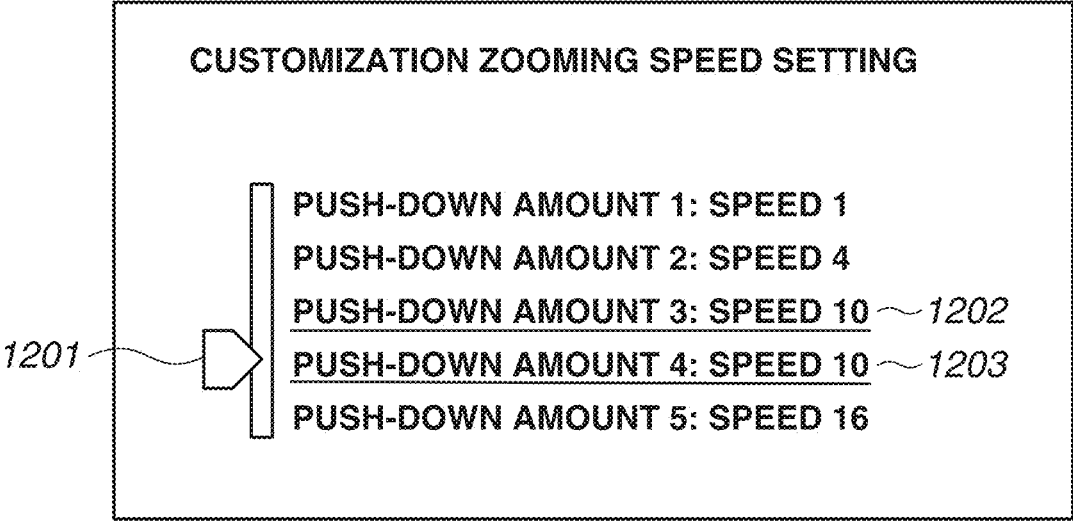 CUSTOMIZATION ZOOMING SPEED SETTING
PUSH-DOWN AMOUNT 1: SPEED 1
PUSH-DOWN AMOUNT 2: SPEED 4
PUSH-DOWN AMOUNT 3: SPEED 10 1202
1201 PUSH-DOWN AMOUNT 4: SPEED 10 1203
PUSH-DOWN AMOUNT 5: SPEED 16